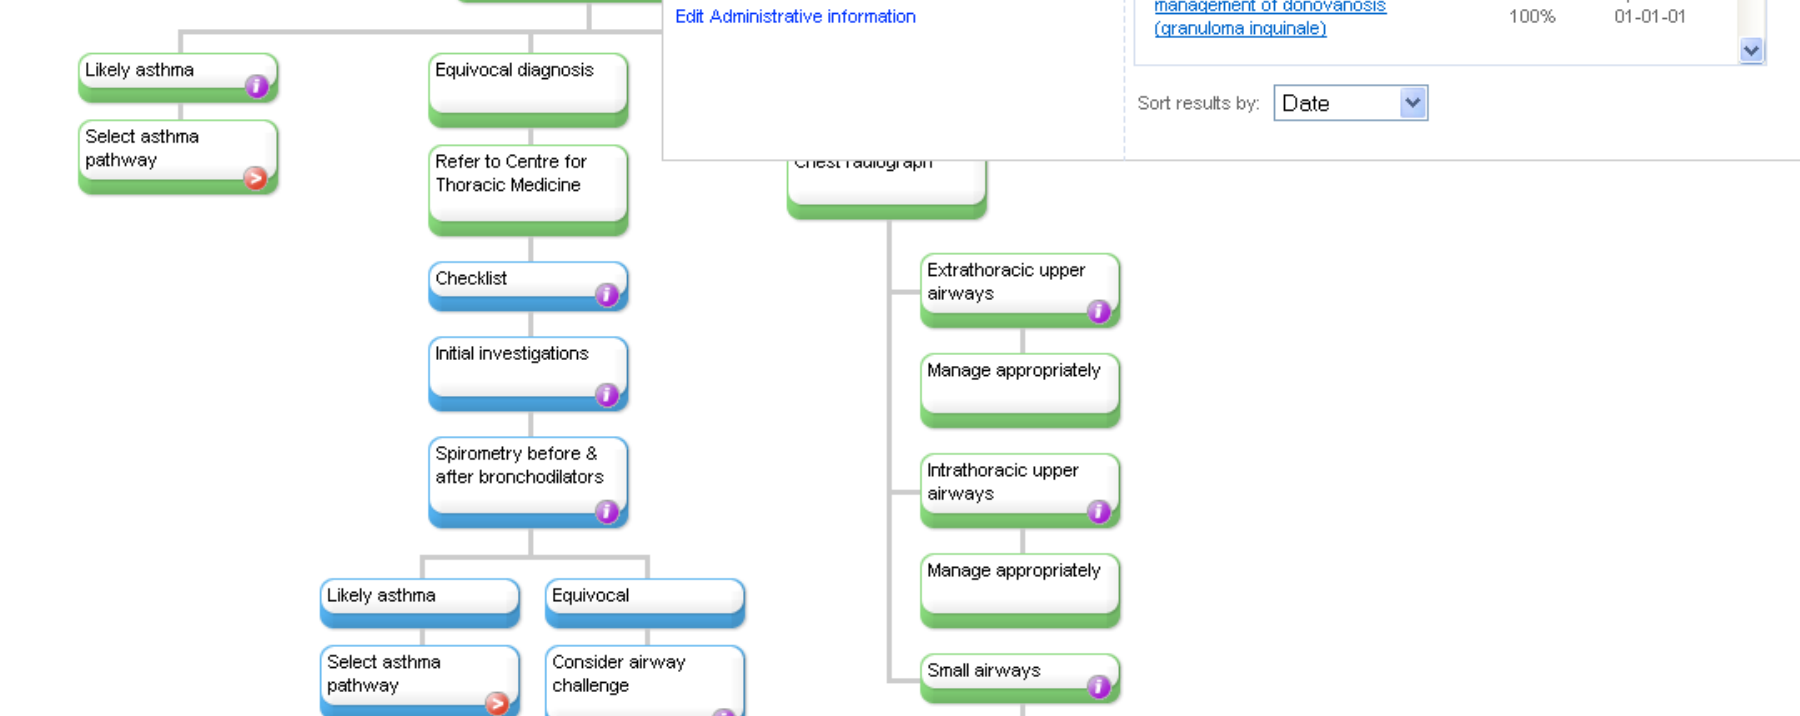 Edit Administrative information
management of donovanosis
(granuloma inguinale)
100%
01-01-01
Sort results by:
Date
Likely asthma
Select asthma
pathway
Equivocal diagnosis
Refer to Centre for
Thoracic Medicine
Checklist
Initial investigations
Spirometry before &
after bronchodilators
Likely asthma
Select asthma
pathway
Equivocal
Consider airway
challenge
Chest radiograph
Extrathoracic upper
airways
Manage appropriately
Intrathoracic upper
airways
Manage appropriately
Small airways